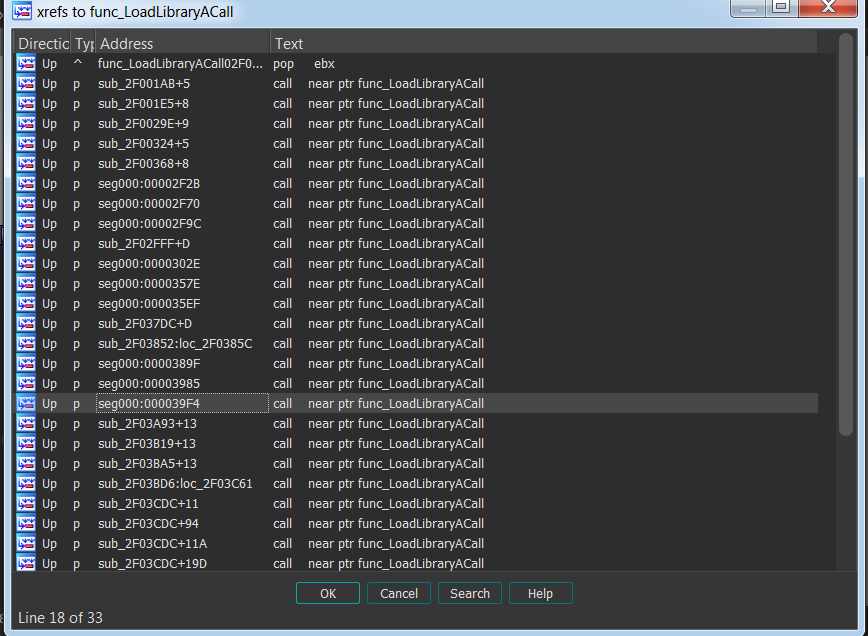 xrefs to func_LoadLibraryACall
Directic Typ Address Text
Up ^ func_LoadLibraryACall02F0... pop ebx
Up p sub_2F001AB+5 call near ptr func_LoadLibraryACall
Up p sub_2F001E5+8 call near ptr func_LoadLibraryACall
Up p sub_2F0029E+9 call near ptr func_LoadLibraryACall
Up p sub_2F00324+5 call near ptr func_LoadLibraryACall
Up p sub_2F00368+8 call near ptr func_LoadLibraryACall
Up p seg000:00002F2B call near ptr func_LoadLibraryACall
Up p seg000:00002F70 call near ptr func_LoadLibraryACall
Up p seg000:00002F9C call near ptr func_LoadLibraryACall
Up p sub_2F02FFF+D call near ptr func_LoadLibraryACall
Up p seg000:0000302E call near ptr func_LoadLibraryACall
Up p seg000:0000357E call near ptr func_LoadLibraryACall
Up p seg000:000035EF call near ptr func_LoadLibraryACall
Up p sub_2F037DC+D call near ptr func_LoadLibraryACall
Up p sub_2F03852:loc_2F0385C call near ptr func_LoadLibraryACall
Up p seg000:0000389F call near ptr func_LoadLibraryACall
Up p seg000:00003985 call near ptr func_LoadLibraryACall
Up p seg000:000039F4 call near ptr func_LoadLibraryACall
Up p sub_2F03A93+13 call near ptr func_LoadLibraryACall
Up p sub_2F03B19+13 call near ptr func_LoadLibraryACall
Up p sub_2F03BA5+13 call near ptr func_LoadLibraryACall
Up p sub_2F03BD6:loc_2F03C61 call near ptr func_LoadLibraryACall
Up p sub_2F03CDC+11 call near ptr func_LoadLibraryACall
Up p sub_2F03CDC+94 call near ptr func_LoadLibraryACall
Up p sub_2F03CDC+11A call near ptr func_LoadLibraryACall
Up p sub_2F03CDC+19D call near ptr func_LoadLibraryACall
OK Cancel Search Help
Line 18 of 33